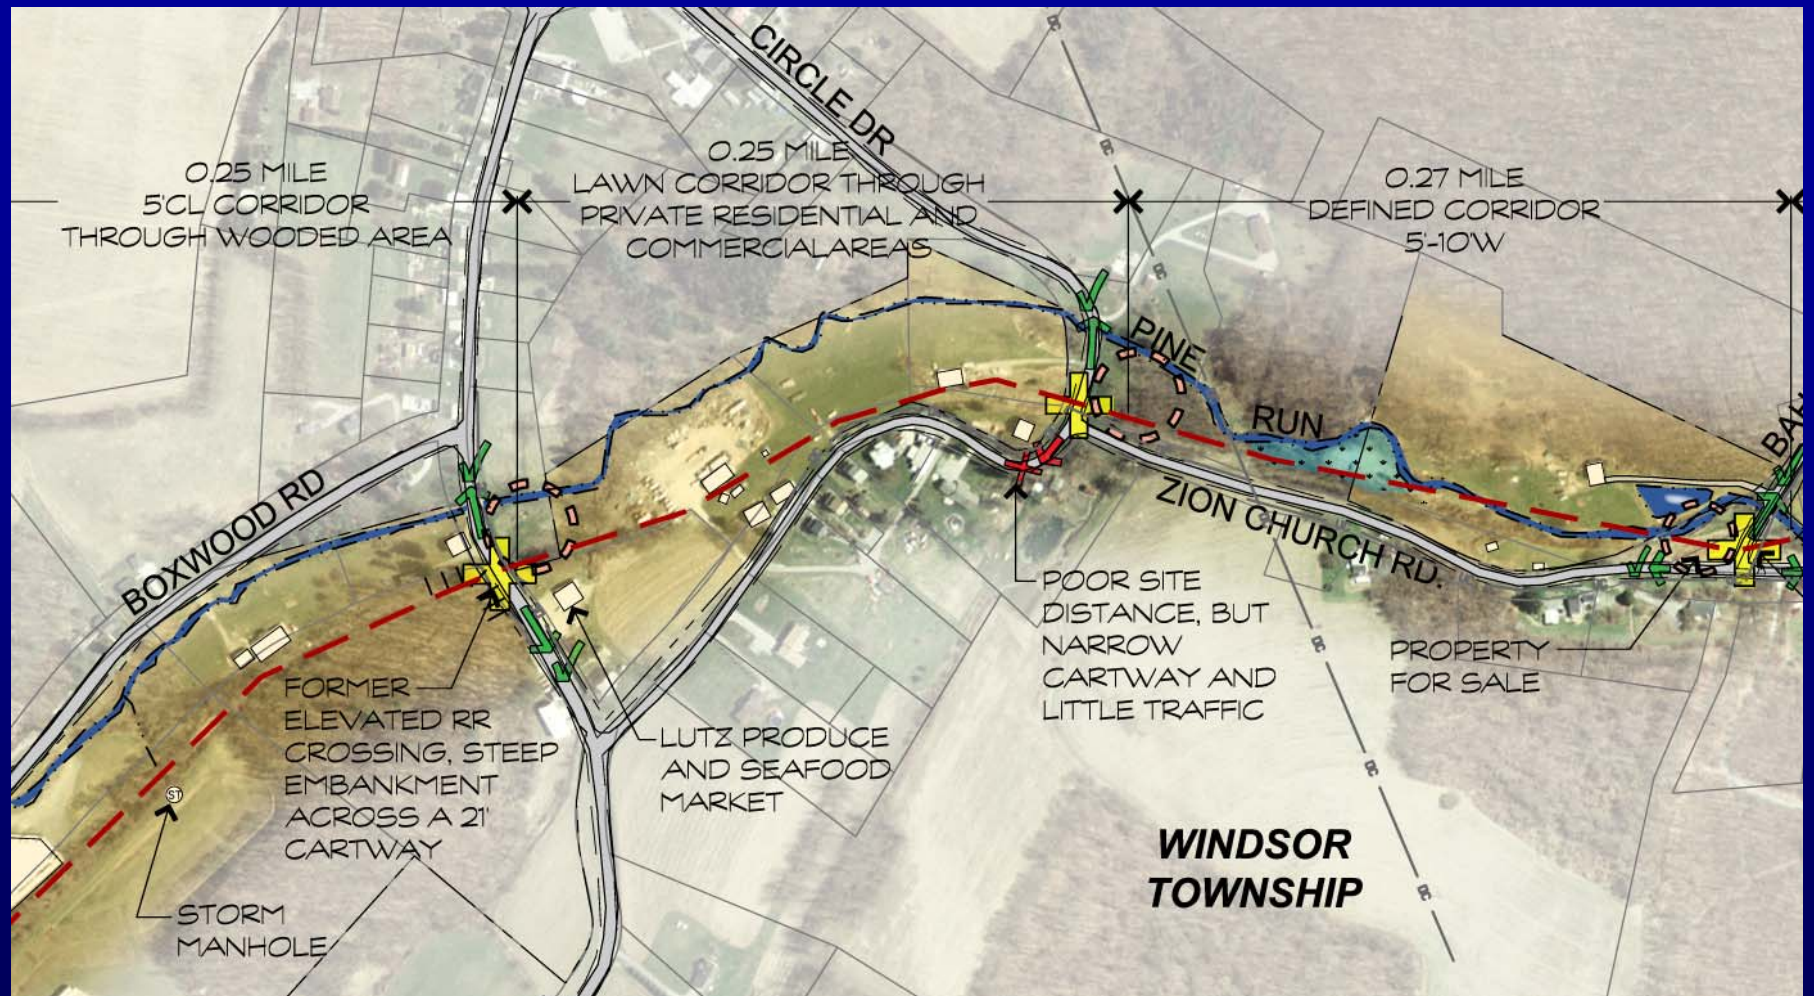 CIRCLE DR
0.25 MILE
5'CL CORRIDOR
THROUGH WOODED AREA
0.25 MILE
LAWN CORRIDOR THROUGH
PRIVATE RESIDENTIAL AND
COMMERCIALAREAS
0.27 MILE
DEFINED CORRIDOR
5'-10'W
PINE
RUN
BOXWOOD RD
ZION CHURCH RD.
POOR SITE
DISTANCE, BUT
NARROW
CARTWAY AND
LITTLE TRAFFIC
PROPERTY
FOR SALE
FORMER
ELEVATED RR
CROSSING, STEEP
EMBANKMENT
ACROSS A 21'
CARTWAY
LUTZ PRODUCE
AND SEAFOOD
MARKET
ST
STORM
MANHOLE
WINDSOR
TOWNSHIP